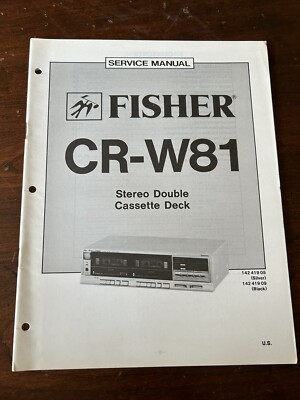 SERVICE MANUAL
FISHER®
CR-W81
Stereo Double
Cassette Deck
142 419 05
(Silver)
142 419 06
(Black)
U.S.